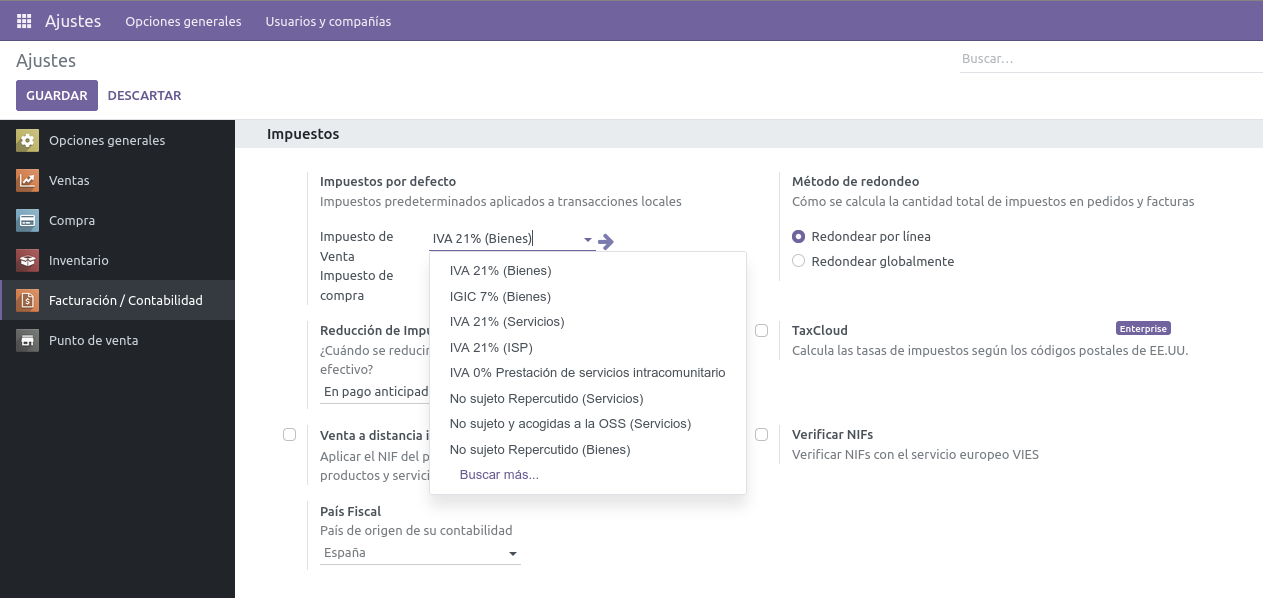 Ajustes Opciones generales Usuarios y compañías
Ajustes
Buscar...
GUARDAR DESCARTAR
Opciones generales
Ventas
Compra
Inventario
Facturación / Contabilidad
Punto de venta
Impuestos
Impuestos por defecto
Impuestos predeterminados aplicados a transacciones locales
Impuesto de
Venta
IVA 21% (Bienes)
Impuesto de
compra
IVA 21% (Bienes)
IGIC 7% (Bienes)
IVA 21% (Servicios)
IVA 21% (ISP)
IVA 0% Prestación de servicios intracomunitario
No sujeto Repercutido (Servicios)
No sujeto y acogidas a la OSS (Servicios)
No sujeto Repercutido (Bienes)
Buscar más...
Método de redondeo
Cómo se calcula la cantidad total de impuestos en pedidos y facturas
Redondear por línea
Redondear globalmente
Reducción de Impu
¿Cuándo se reducir
efectivo?
En pago anticipad
TaxCloud
Enterprise
Calcula las tasas de impuestos según los códigos postales de EE.UU.
Venta a distancia i
Aplicar el NIF del p
productos y servici
Verificar NIFs
Verificar NIFs con el servicio europeo VIES
País Fiscal
País de origen de su contabilidad
España